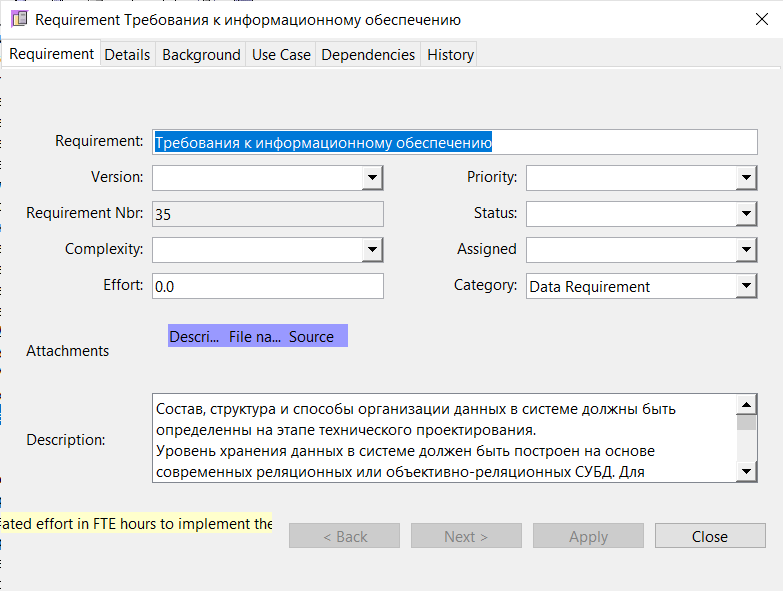 Requirement Требования к информационному обеспечению
Requirement Details Background Use Case Dependencies History
Requirement: Требования к информационному обеспечению
Version: Priority:
Requirement Nbr: 35 Status:
Complexity: Assigned
Effort: 0.0 Category: Data Requirement
Descri... File na... Source
Attachments
Состав, структура и способы организации данных в системе должны быть
определенны на этапе технического проектирования.
Description:
Уровень хранения данных в системе должен быть построен на основе
современных реляционных или объективно-реляционных СУБД. Для
ated effort in FTE hours to implement the
< Back Next > Apply Close